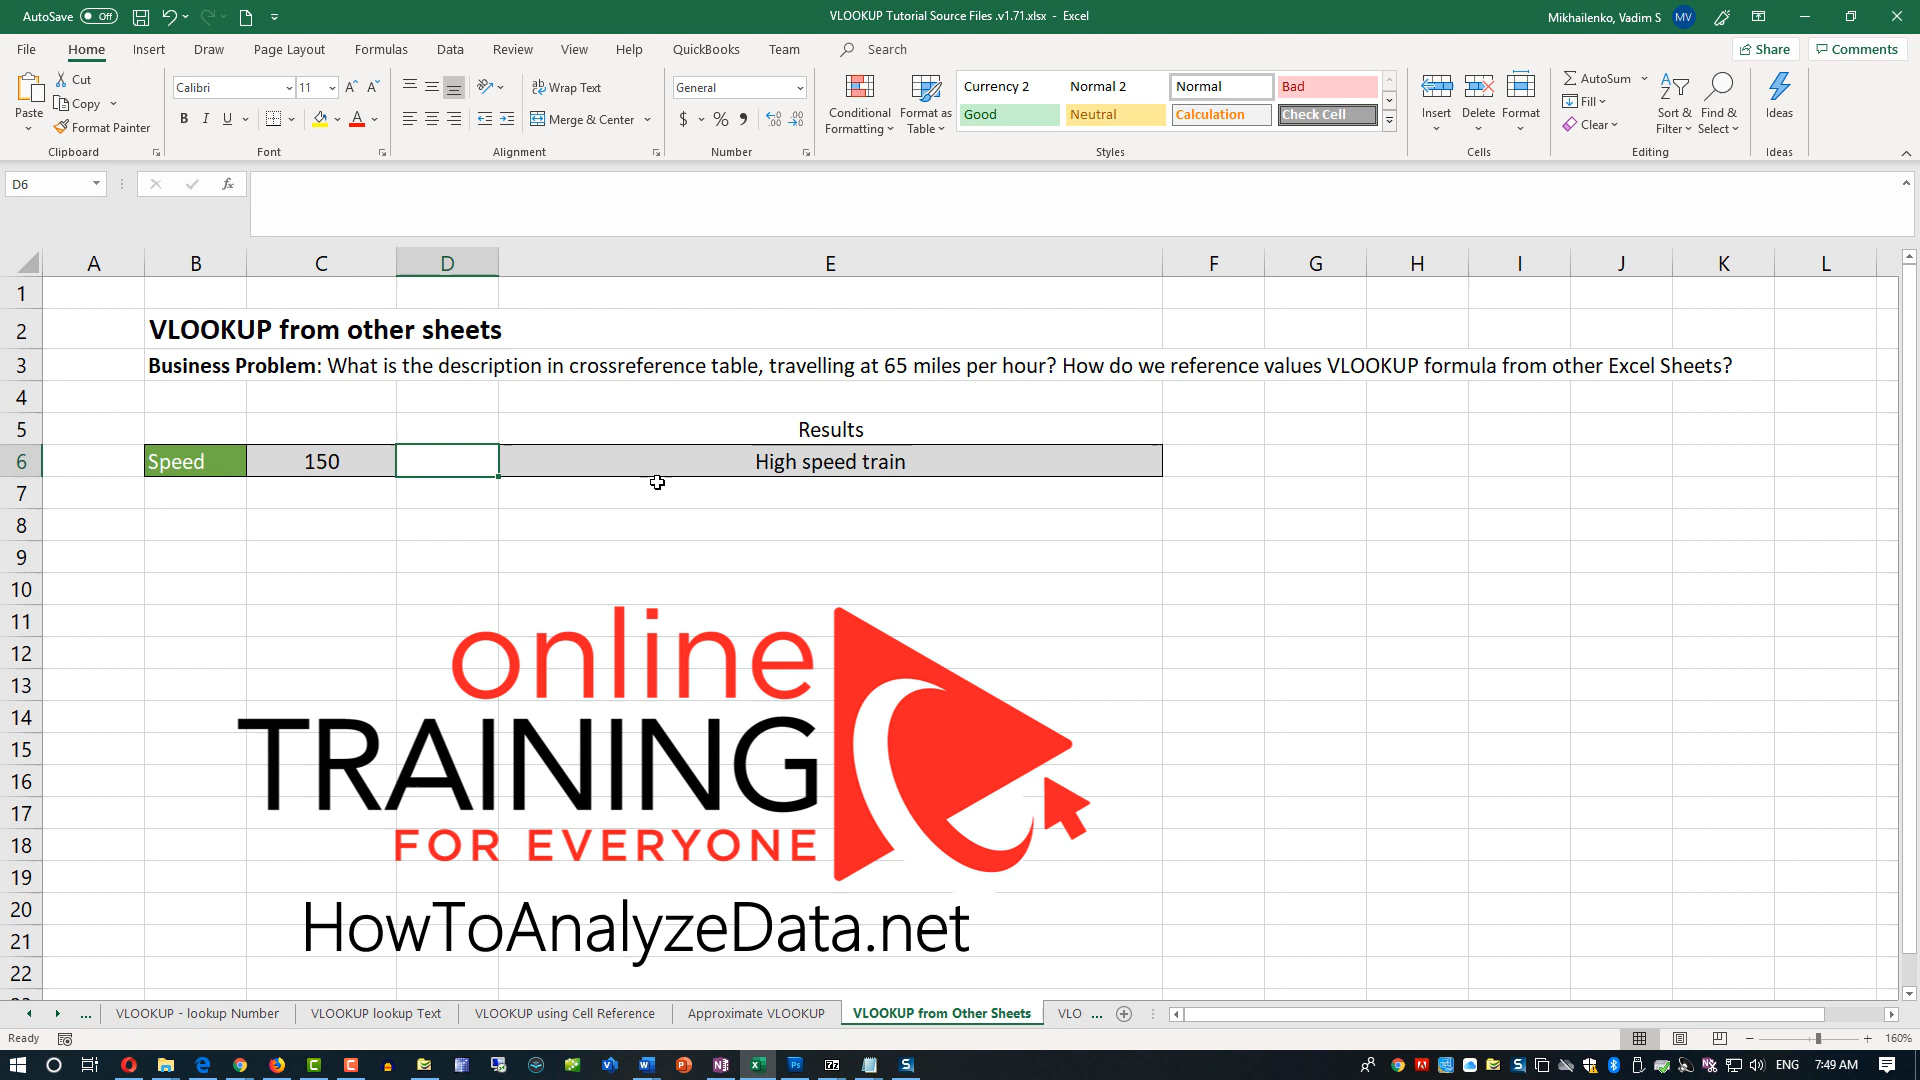 AutoSave Off
VLOOKUP Tutorial Source Files .v1.71.xlsx - Excel
Mikhailenko, Vadim S MV
File Home Insert Draw Page Layout Formulas Data Review View Help QuickBooks Team Search
Share Comments
Paste Cut Copy Format Painter
Clipboard
Calibri 11
B I U
Font
Wrap Text
Merge & Center
Alignment
General
$ % ,
Number
Conditional Formatting
Format as Table
Currency 2 Normal 2 Normal Bad
Good Neutral Calculation Check Cell
Styles
Insert Delete Format
Cells
AutoSum
Fill
Clear
Sort & Filter
Find & Select
Editing
Ideas
Ideas
D6 fx
A B C D E F G H I J K L
1
2 VLOOKUP from other sheets
3 Business Problem: What is the description in crossreference table, travelling at 65 miles per hour? How do we reference values VLOOKUP formula from other Excel Sheets?
4
5 Results
6 Speed 150 High speed train
7
8
9
10
11
12
13
14
15
16
17
18
19
20
21
22
online
TRAINING
FOR EVERYONE
HowToAnalyzeData.net
... VLOOKUP - lookup Number VLOOKUP lookup Text VLOOKUP using Cell Reference Approximate VLOOKUP VLOOKUP from Other Sheets VLO ...
Ready
160%
ENG 7:49 AM